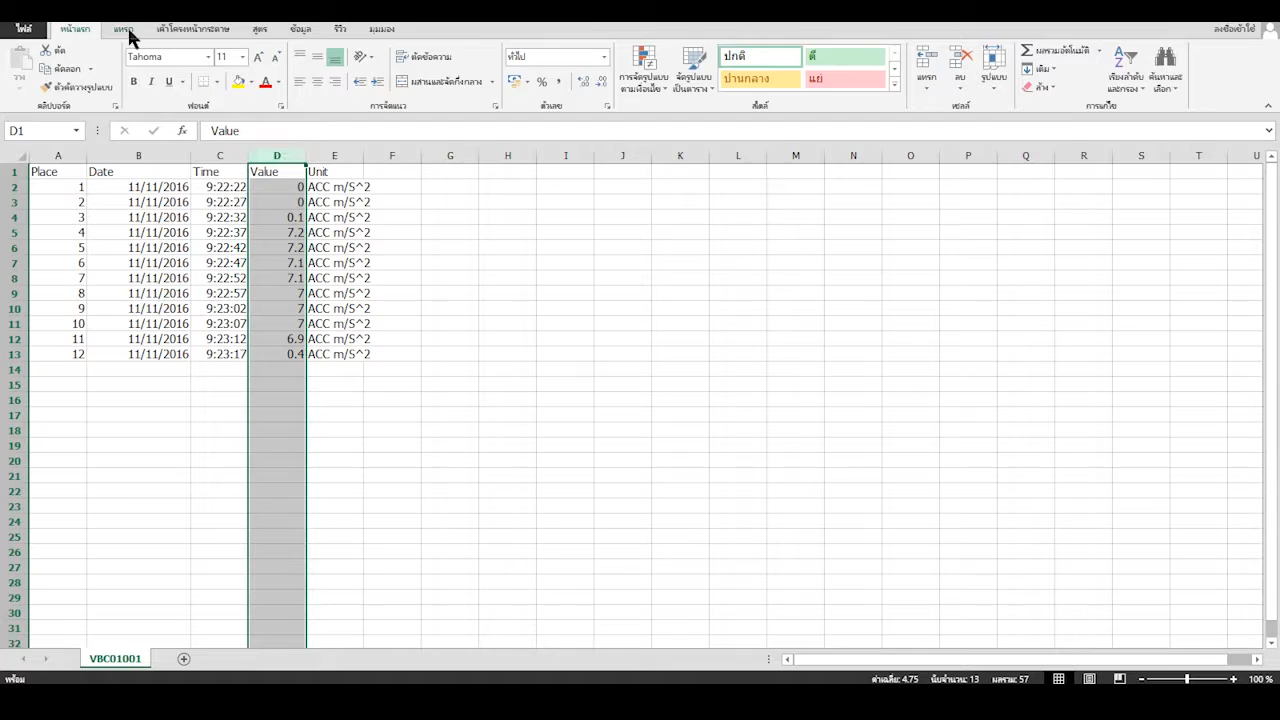 ไฟล์ หน้าแรก แทรก เค้าโครงหน้ากระดาษ สูตร ข้อมูล รีวิว มุมมอง ลงชื่อเข้าใช้
วาง
ตัด
คัดลอก
ตัวคัดวางรูปแบบ
คลิปบอร์ด
Tahoma 11
B I U
ฟอนต์
ตัดข้อความ
ผสานและจัดกึ่งกลาง
การจัดแนว
ทั่วไป
%
ตัวเลข
การจัดรูปแบบ
ตามเงื่อนไข
จัดรูปแบบ
เป็นตาราง
ปกติ ดี
ปานกลาง แย่
สไตล์
แทรก ลบ รูปแบบ
เซลล์
ผลรวมอัตโนมัติ
เติม
ล้าง
เรียงลำดับ
และกรอง
ค้นหาและ
เลือก
การแก้ไข
D1 fx Value
A B C D E F G H I J K L M N O P Q R S T U
1 Place Date Time Value Unit
2 1 11/11/2016 9:22:22 0 ACC m/S^2
3 2 11/11/2016 9:22:27 0 ACC m/S^2
4 3 11/11/2016 9:22:32 0.1 ACC m/S^2
5 4 11/11/2016 9:22:37 7.2 ACC m/S^2
6 5 11/11/2016 9:22:42 7.2 ACC m/S^2
7 6 11/11/2016 9:22:47 7.1 ACC m/S^2
8 7 11/11/2016 9:22:52 7.1 ACC m/S^2
9 8 11/11/2016 9:22:57 7 ACC m/S^2
10 9 11/11/2016 9:23:02 7 ACC m/S^2
11 10 11/11/2016 9:23:07 7 ACC m/S^2
12 11 11/11/2016 9:23:12 6.9 ACC m/S^2
13 12 11/11/2016 9:23:17 0.4 ACC m/S^2
14
15
16
17
18
19
20
21
22
23
24
25
26
27
28
29
30
31
32
VBC01001
พร้อม ค่าเฉลี่ย: 4.75 นับจำนวน: 13 ผลรวม: 57 100 %